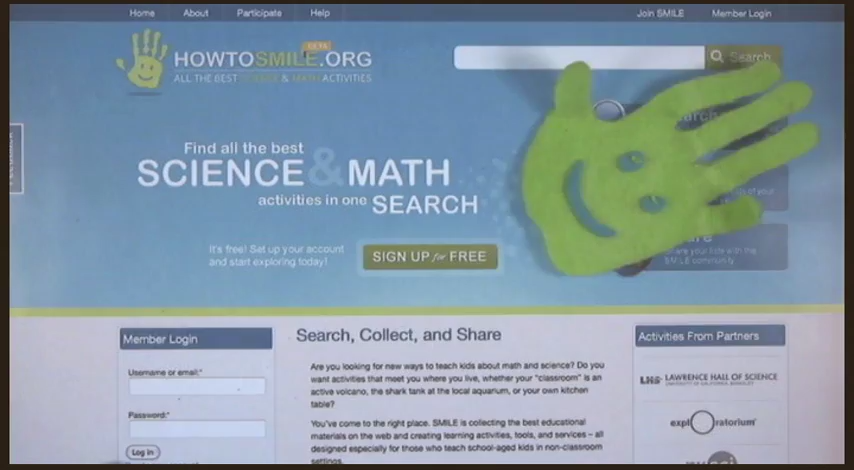 Home About Participate Help Join SMILE Member Login
BETA
HOWTOSMILE.ORG
ALL THE BEST SCIENCE & MATH ACTIVITIES
Search
Find all the best
SCIENCE & MATH
activities in one SEARCH
It's free! Set up your account
and start exploring today!
SIGN UP for FREE
share your lists with the
SMILE community
Member Login
Username or email:*
Password:*
Log in
Search, Collect, and Share
Are you looking for new ways to teach kids about math and science? Do you
want activities that meet you where you live, whether your "classroom" is an
active volcano, the shark tank at the local aquarium, or your own kitchen
table?
You've come to the right place. SMILE is collecting the best educational
materials on the web and creating learning activities, tools, and services – all
designed especially for those who teach school-aged kids in non-classroom
settings.
Activities From Partners
LHS LAWRENCE HALL OF SCIENCE
UNIVERSITY OF CALIFORNIA, BERKELEY
exploratorium